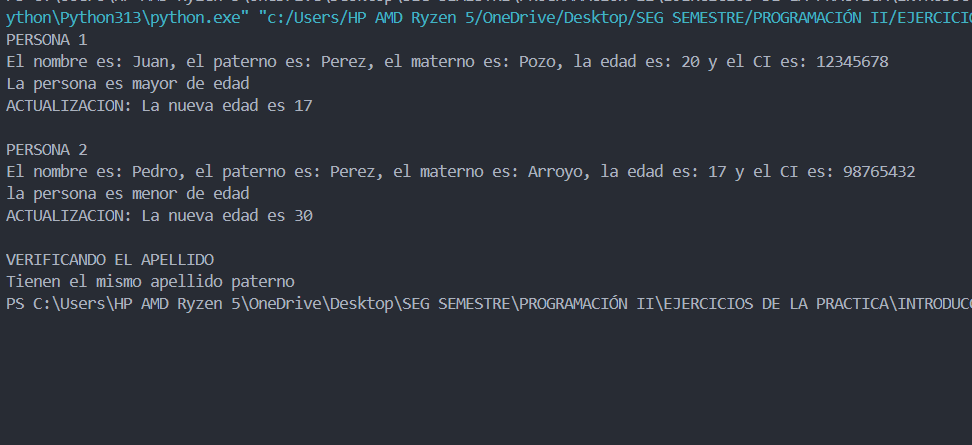 ython\Python313\python.exe" "c:/Users/HP AMD Ryzen 5/OneDrive/Desktop/SEG SEMESTRE/PROGRAMACIÓN II/EJERCICIO
PERSONA 1
El nombre es: Juan, el paterno es: Perez, el materno es: Pozo, la edad es: 20 y el CI es: 12345678
La persona es mayor de edad
ACTUALIZACION: La nueva edad es 17
PERSONA 2
El nombre es: Pedro, el paterno es: Perez, el materno es: Arroyo, la edad es: 17 y el CI es: 98765432
la persona es menor de edad
ACTUALIZACION: La nueva edad es 30
VERIFICANDO EL APELLIDO
Tienen el mismo apellido paterno
PS C:\Users\HP AMD Ryzen 5\OneDrive\Desktop\SEG SEMESTRE\PROGRAMACIÓN II\EJERCICIOS DE LA PRACTICA\INTRODUCC